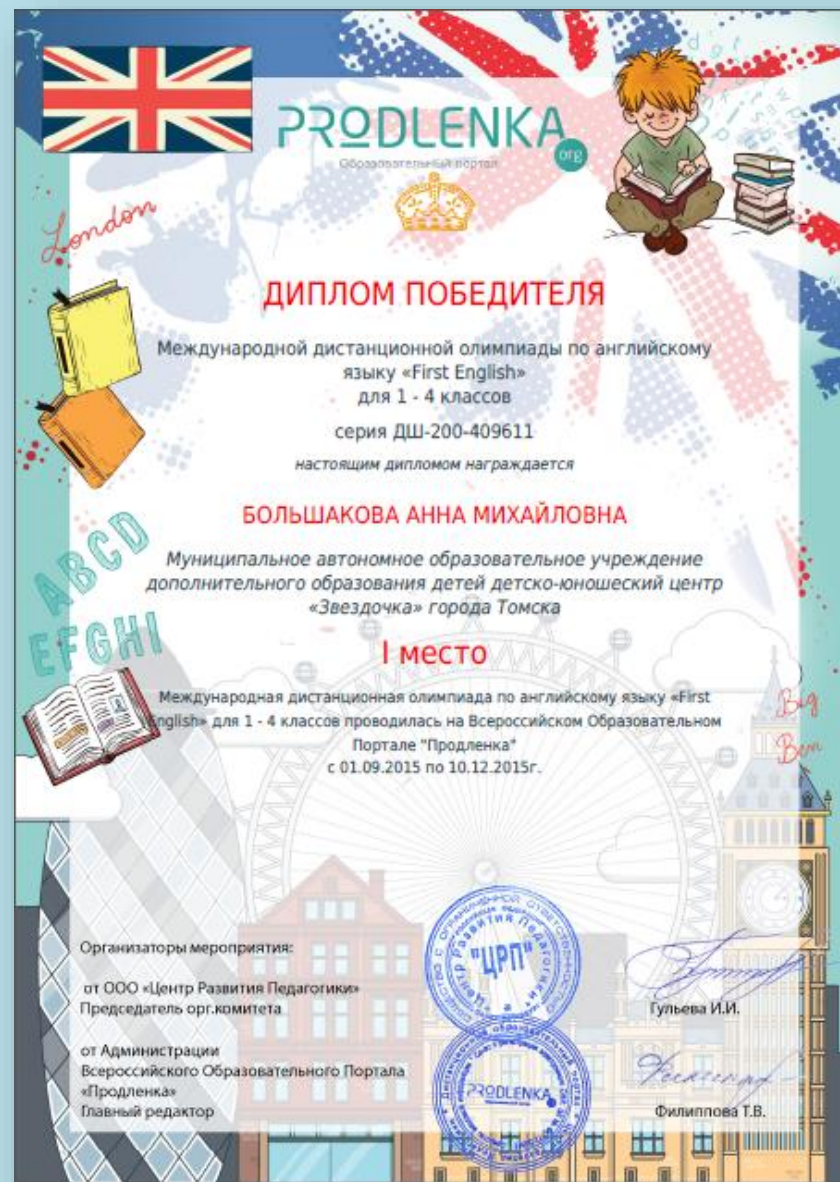 PRODLENKA
org
Образовательный портал
London
ДИПЛОМ ПОБЕДИТЕЛЯ
Международной дистанционной олимпиады по английскому
языку «First English»
для 1 - 4 классов
серия ДШ-200-409611
настоящим дипломом награждается
БОЛЬШАКОВА АННА МИХАЙЛОВНА
Муниципальное автономное образовательное учреждение
дополнительного образования детей детско-юношеский центр
«Звездочка» города Томска
ABCD
EFGHI
I место
Международная дистанционная олимпиада по английскому языку «First
English» для 1 - 4 классов проводилась на Всероссийском Образовательном
Портале "Продленка"
с 01.09.2015 по 10.12.2015г.
Big
Ben
Организаторы мероприятия:
от ООО «Центр Развития Педагогики»
Председатель орг.комитета
"ЦРП"
Центр Развития Педагогики
Гульева И.И.
от Администрации
Всероссийского Образовательного Портала
«Продленка»
Главный редактор
PRODLENKA
Филиппова Т.В.